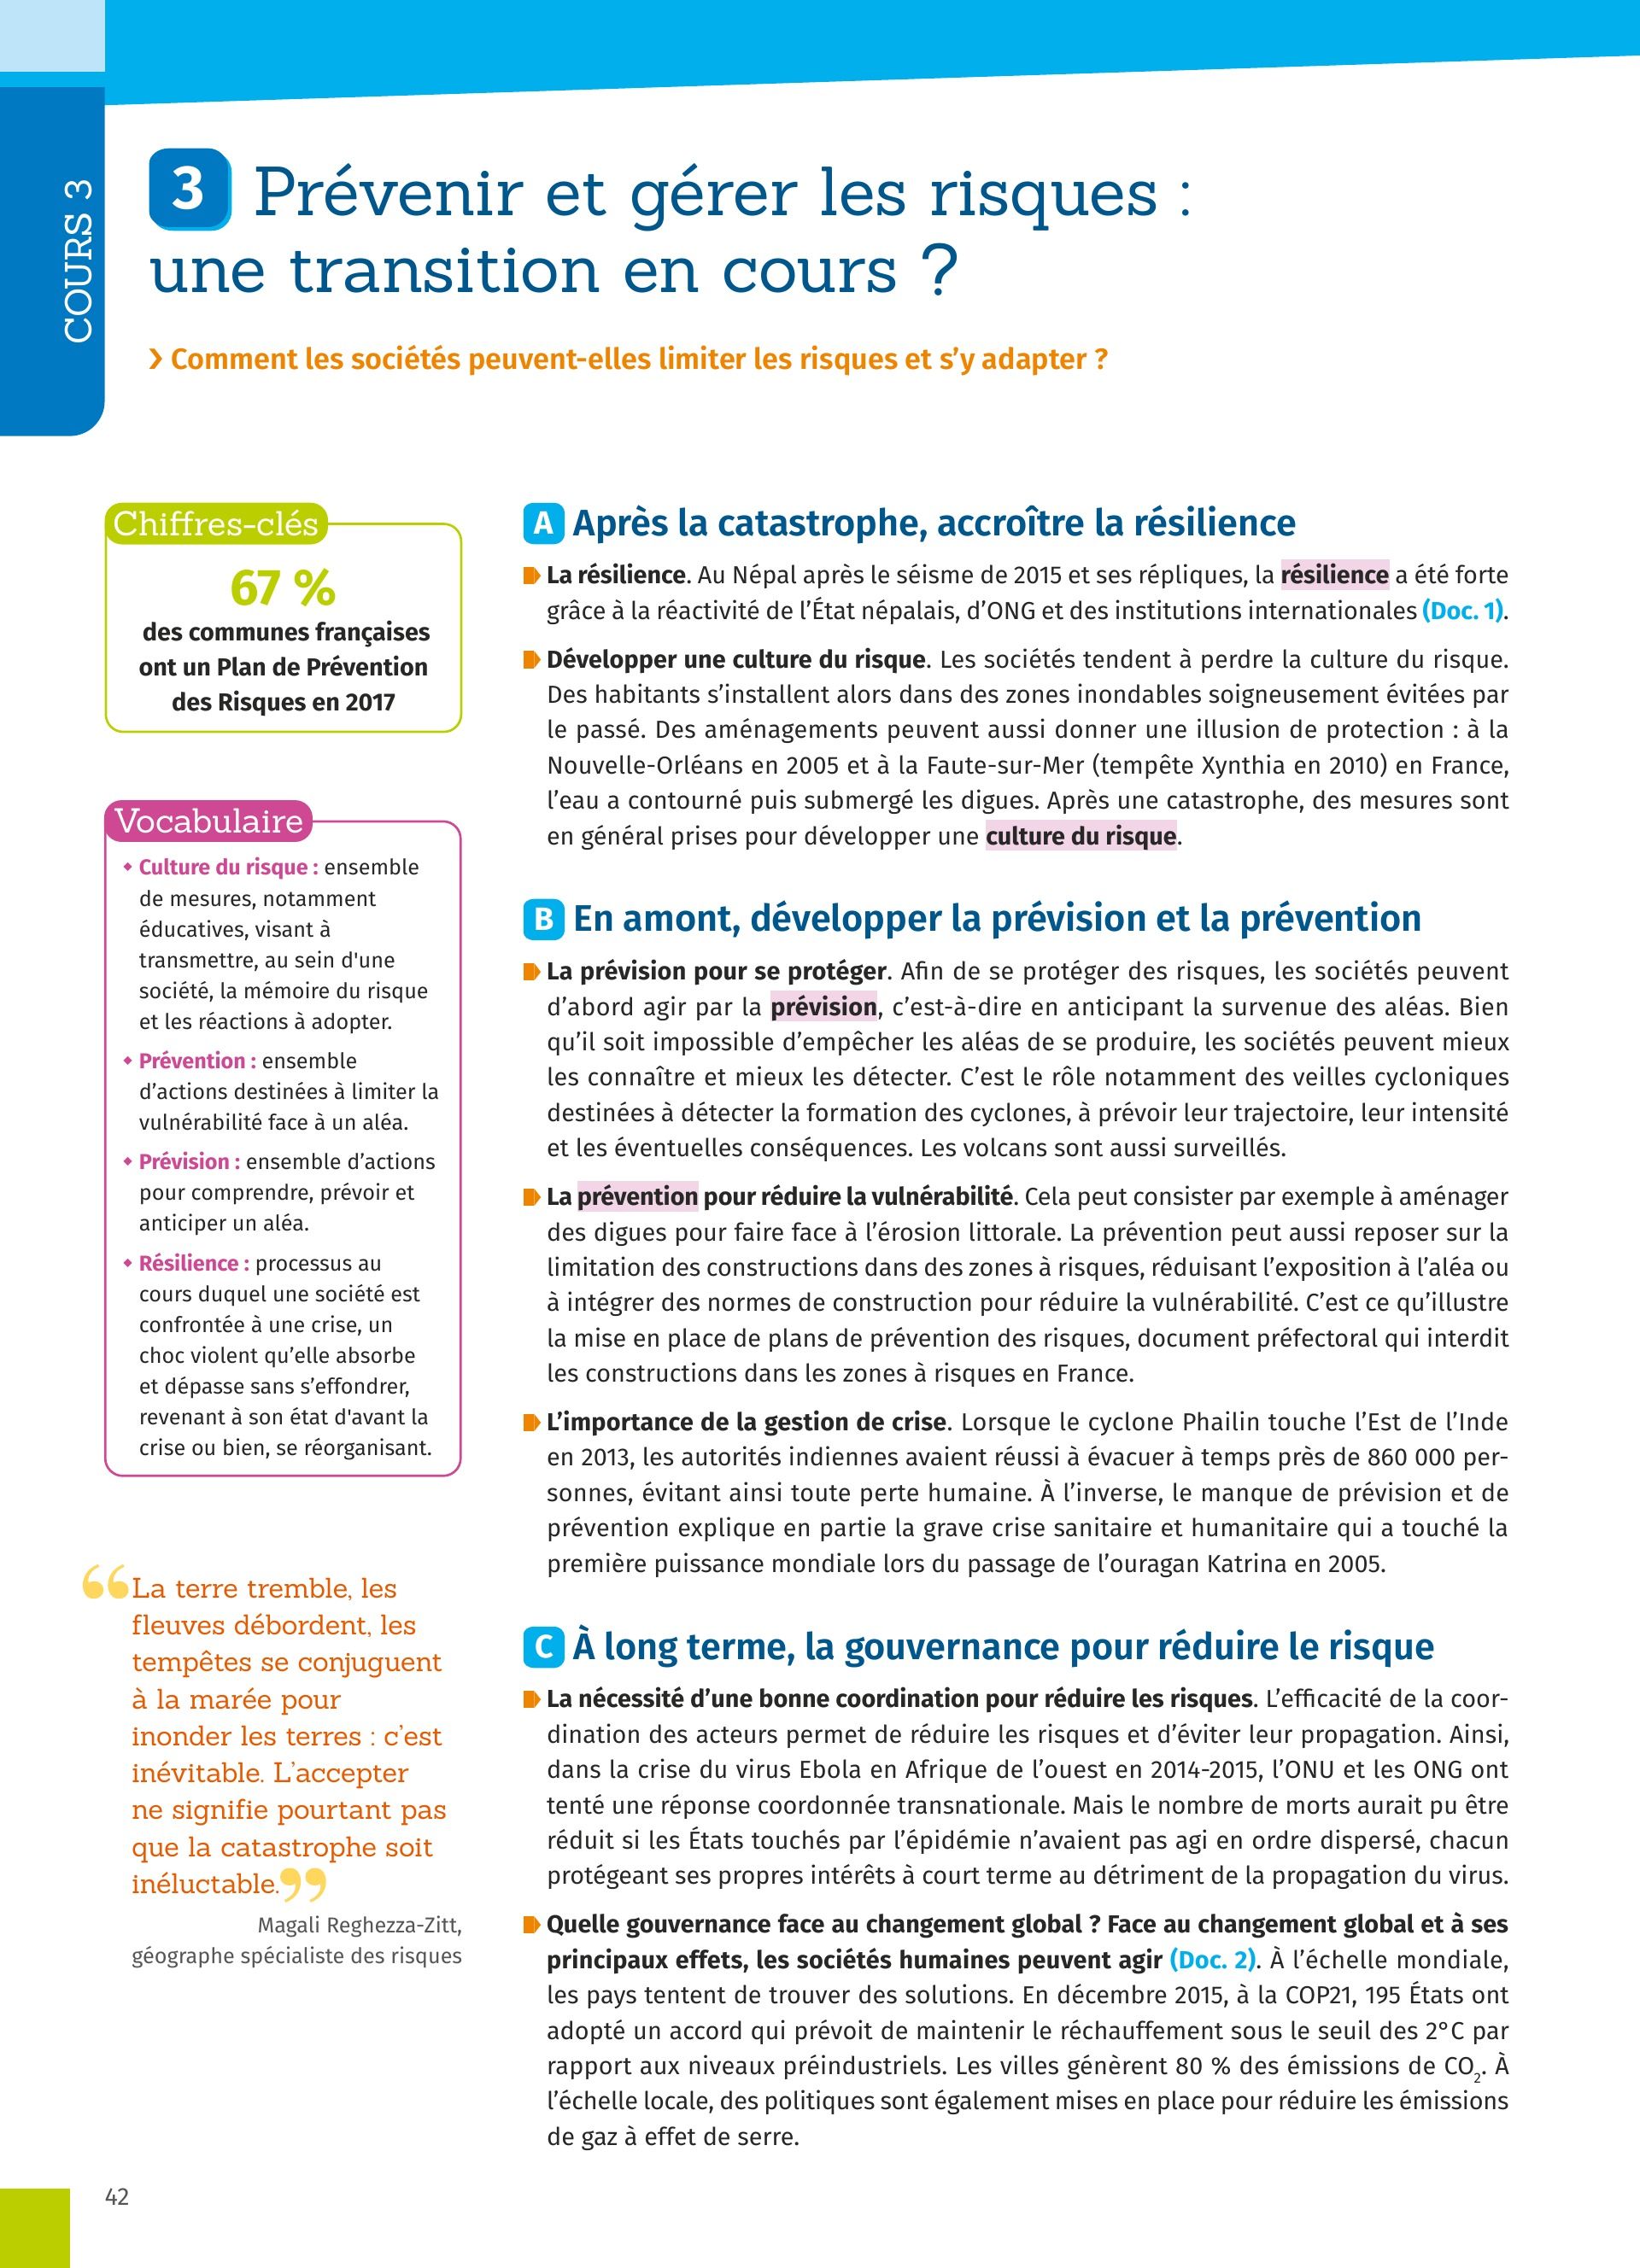 COURS 3
3 Prévenir et gérer les risques :
une transition en cours ?
› Comment les sociétés peuvent-elles limiter les risques et s’y adapter ?
Chiffres-clés
67 %
des communes françaises
ont un Plan de Prévention
des Risques en 2017
Vocabulaire
• Culture du risque : ensemble
de mesures, notamment
éducatives, visant à
transmettre, au sein d'une
société, la mémoire du risque
et les réactions à adopter.
• Prévention : ensemble
d’actions destinées à limiter la
vulnérabilité face à un aléa.
• Prévision : ensemble d’actions
pour comprendre, prévoir et
anticiper un aléa.
• Résilience : processus au
cours duquel une société est
confrontée à une crise, un
choc violent qu’elle absorbe
et dépasse sans s’effondrer,
revenant à son état d'avant la
crise ou bien, se réorganisant.
“La terre tremble, les
fleuves débordent, les
tempêtes se conjuguent
à la marée pour
inonder les terres : c’est
inévitable. L’accepter
ne signifie pourtant pas
que la catastrophe soit
inéluctable.”
Magali Reghezza-Zitt,
géographe spécialiste des risques
A Après la catastrophe, accroître la résilience
La résilience. Au Népal après le séisme de 2015 et ses répliques, la résilience a été forte
grâce à la réactivité de l’État népalais, d’ONG et des institutions internationales (Doc. 1).
Développer une culture du risque. Les sociétés tendent à perdre la culture du risque.
Des habitants s’installent alors dans des zones inondables soigneusement évitées par
le passé. Des aménagements peuvent aussi donner une illusion de protection : à la
Nouvelle-Orléans en 2005 et à la Faute-sur-Mer (tempête Xynthia en 2010) en France,
l’eau a contourné puis submergé les digues. Après une catastrophe, des mesures sont
en général prises pour développer une culture du risque.
B En amont, développer la prévision et la prévention
La prévision pour se protéger. Afin de se protéger des risques, les sociétés peuvent
d’abord agir par la prévision, c’est-à-dire en anticipant la survenue des aléas. Bien
qu’il soit impossible d’empêcher les aléas de se produire, les sociétés peuvent mieux
les connaître et mieux les détecter. C’est le rôle notamment des veilles cycloniques
destinées à détecter la formation des cyclones, à prévoir leur trajectoire, leur intensité
et les éventuelles conséquences. Les volcans sont aussi surveillés.
La prévention pour réduire la vulnérabilité. Cela peut consister par exemple à aménager
des digues pour faire face à l’érosion littorale. La prévention peut aussi reposer sur la
limitation des constructions dans des zones à risques, réduisant l’exposition à l’aléa ou
à intégrer des normes de construction pour réduire la vulnérabilité. C’est ce qu’illustre
la mise en place de plans de prévention des risques, document préfectoral qui interdit
les constructions dans les zones à risques en France.
L’importance de la gestion de crise. Lorsque le cyclone Phailin touche l’Est de l’Inde
en 2013, les autorités indiennes avaient réussi à évacuer à temps près de 860 000 per-
sonnes, évitant ainsi toute perte humaine. À l’inverse, le manque de prévision et de
prévention explique en partie la grave crise sanitaire et humanitaire qui a touché la
première puissance mondiale lors du passage de l’ouragan Katrina en 2005.
C À long terme, la gouvernance pour réduire le risque
La nécessité d’une bonne coordination pour réduire les risques. L’efficacité de la coor-
dination des acteurs permet de réduire les risques et d’éviter leur propagation. Ainsi,
dans la crise du virus Ebola en Afrique de l’ouest en 2014-2015, l’ONU et les ONG ont
tenté une réponse coordonnée transnationale. Mais le nombre de morts aurait pu être
réduit si les États touchés par l’épidémie n’avaient pas agi en ordre dispersé, chacun
protégeant ses propres intérêts à court terme au détriment de la propagation du virus.
Quelle gouvernance face au changement global ? Face au changement global et à ses
principaux effets, les sociétés humaines peuvent agir (Doc. 2). À l’échelle mondiale,
les pays tentent de trouver des solutions. En décembre 2015, à la COP21, 195 États ont
adopté un accord qui prévoit de maintenir le réchauffement sous le seuil des 2°C par
rapport aux niveaux préindustriels. Les villes génèrent 80 % des émissions de CO₂. À
l’échelle locale, des politiques sont également mises en place pour réduire les émissions
de gaz à effet de serre.
42